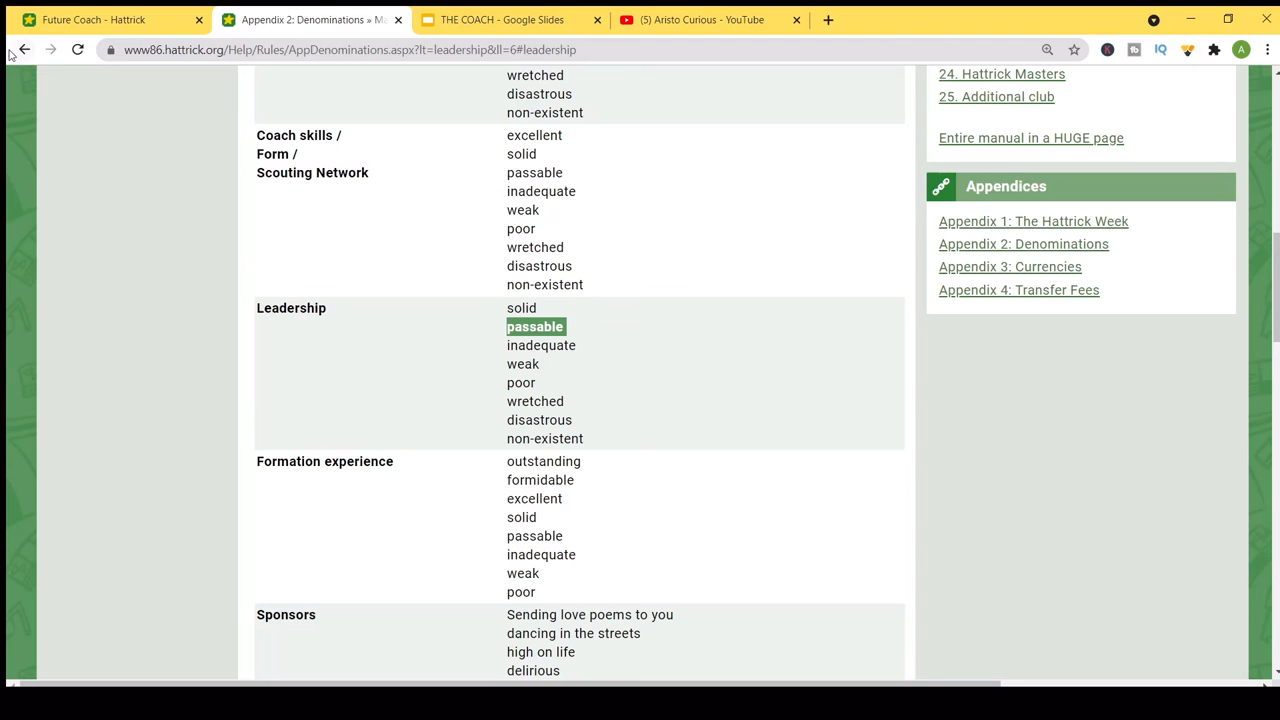 Future Coach - Hattrick
Appendix 2: Denominations » Ma
THE COACH - Google Slides
(5) Aristo Curious - YouTube
www86.hattrick.org/Help/Rules/AppDenominations.aspx?lt=leadership&ll=6#leadership
IQ
A
wretched
disastrous
non-existent
Coach skills /
Form /
Scouting Network
excellent
solid
passable
inadequate
weak
poor
wretched
disastrous
non-existent
Leadership
solid
passable
inadequate
weak
poor
wretched
disastrous
non-existent
Formation experience
outstanding
formidable
excellent
solid
passable
inadequate
weak
poor
Sponsors
Sending love poems to you
dancing in the streets
high on life
delirious
24. Hattrick Masters
25. Additional club
Entire manual in a HUGE page
Appendices
Appendix 1: The Hattrick Week
Appendix 2: Denominations
Appendix 3: Currencies
Appendix 4: Transfer Fees